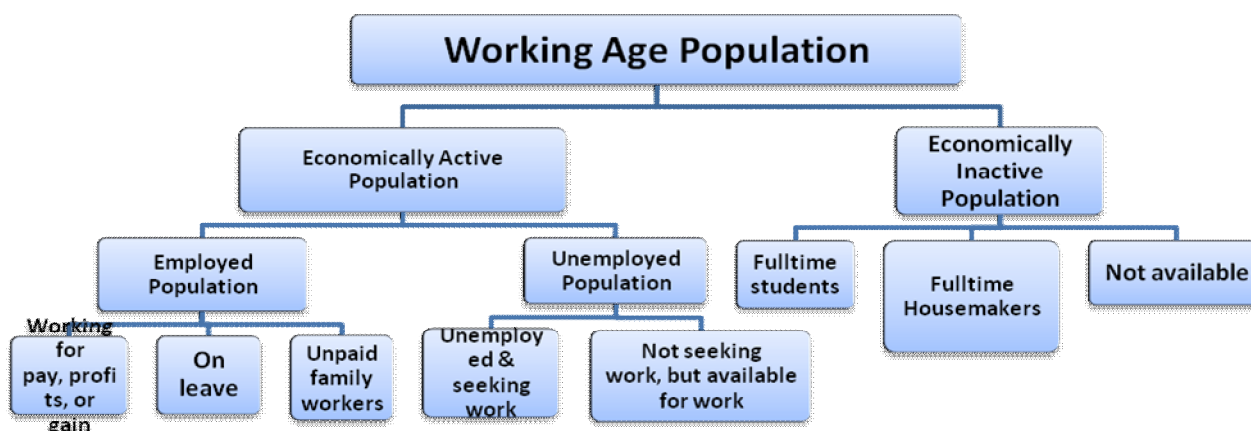 Working Age Population
Economically Active
Population
Economically
Inactive
Population
Employed
Population
Unemployed
Population
Fulltime
students
Fulltime
Housemakers
Not available
Working
for
pay, profi
ts, or
gain
On
leave
Unpaid
family
workers
Unemploy
ed &
seeking
work
Not seeking
work, but available
for work